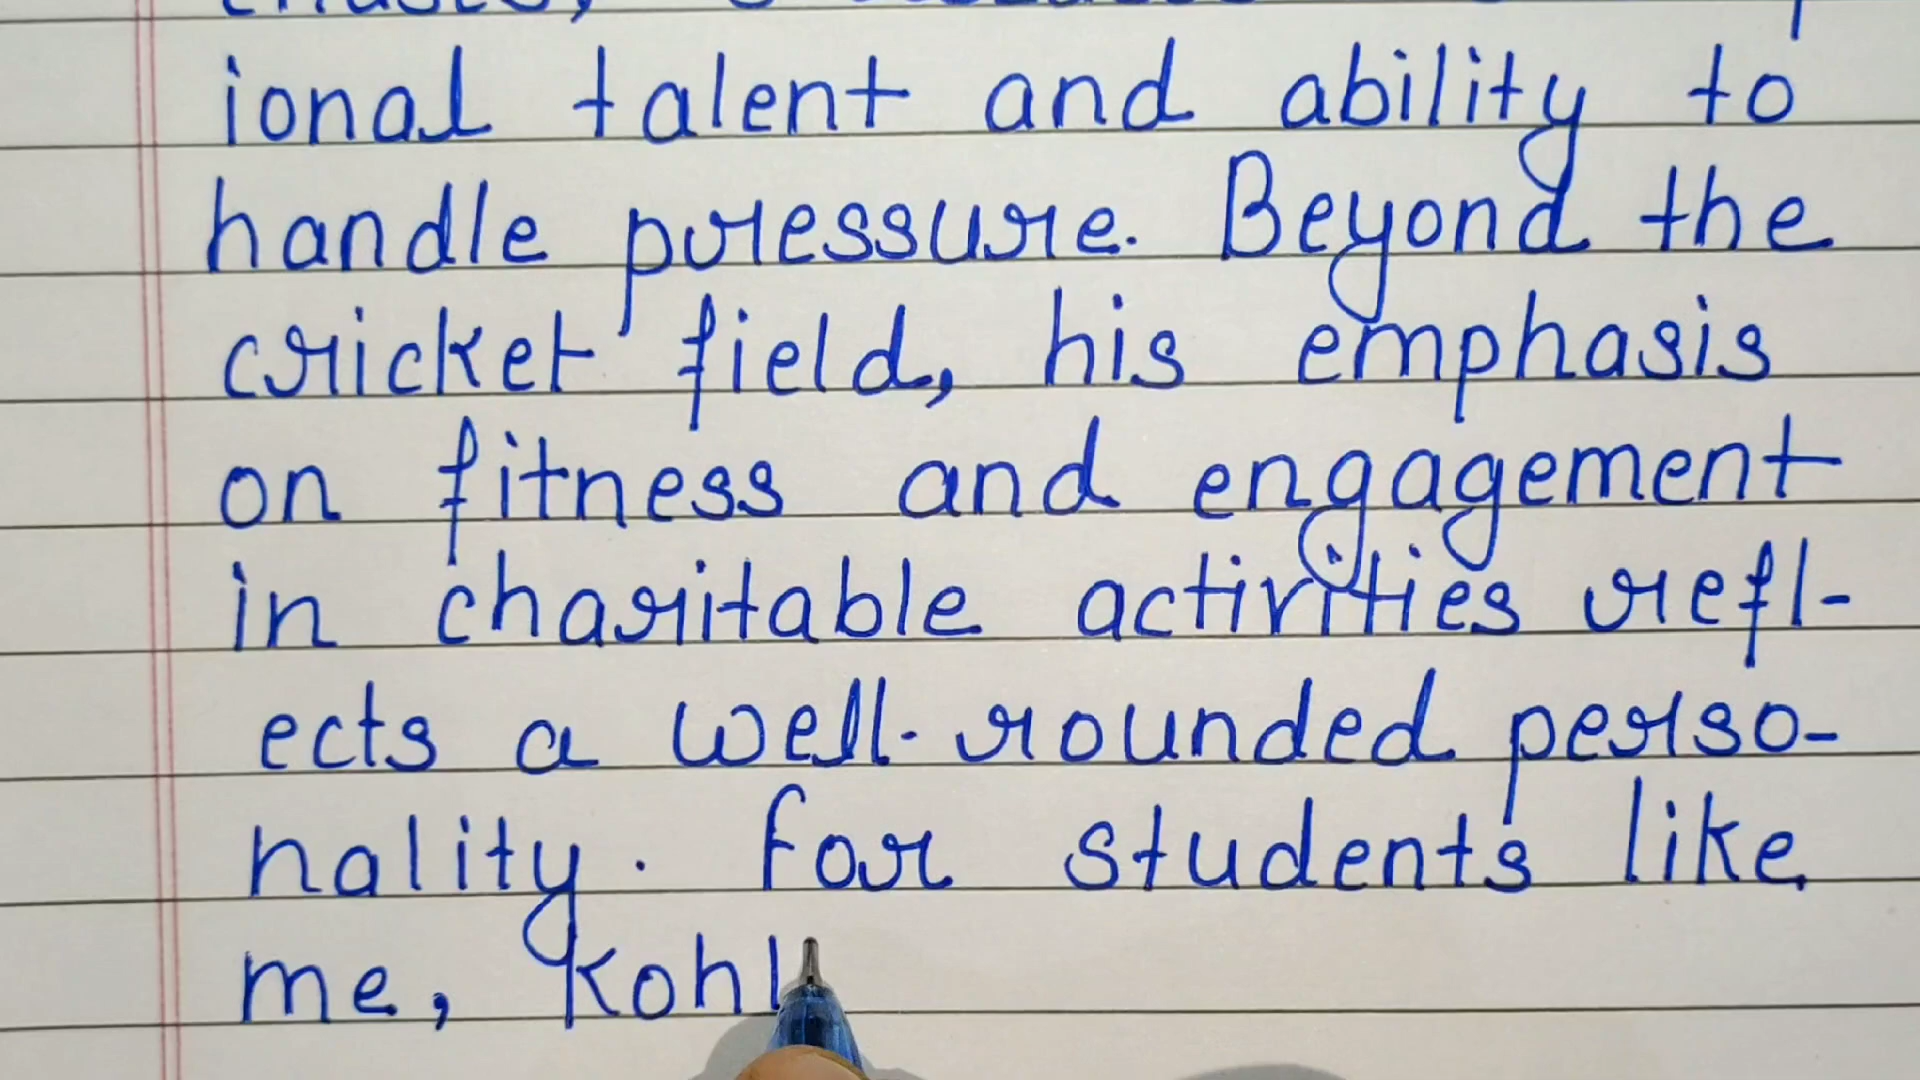 ional talent and ability to
handle pressure. Beyond the
cricket field, his emphasis
on fitness and engagement
in charitable activities refl-
ects a well-rounded perso-
nality. For students like
me, Kohl